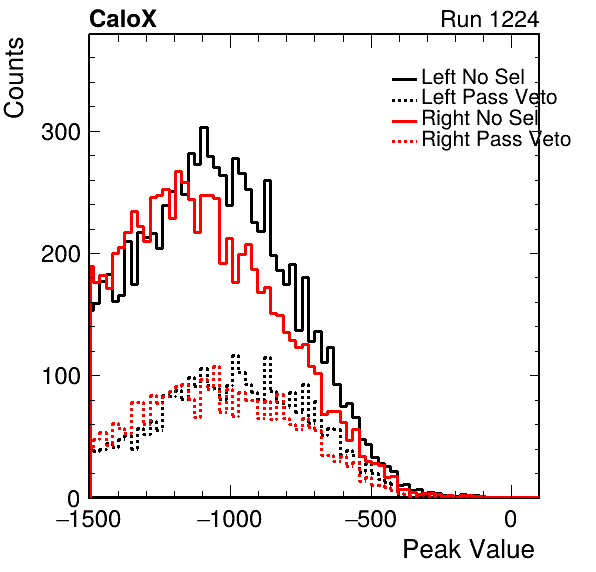 CaloX Run 1224
Counts
Left No Sel
Left Pass Veto
Right No Sel
Right Pass Veto
300
200
100
0
−1500 −1000 −500 0
Peak Value